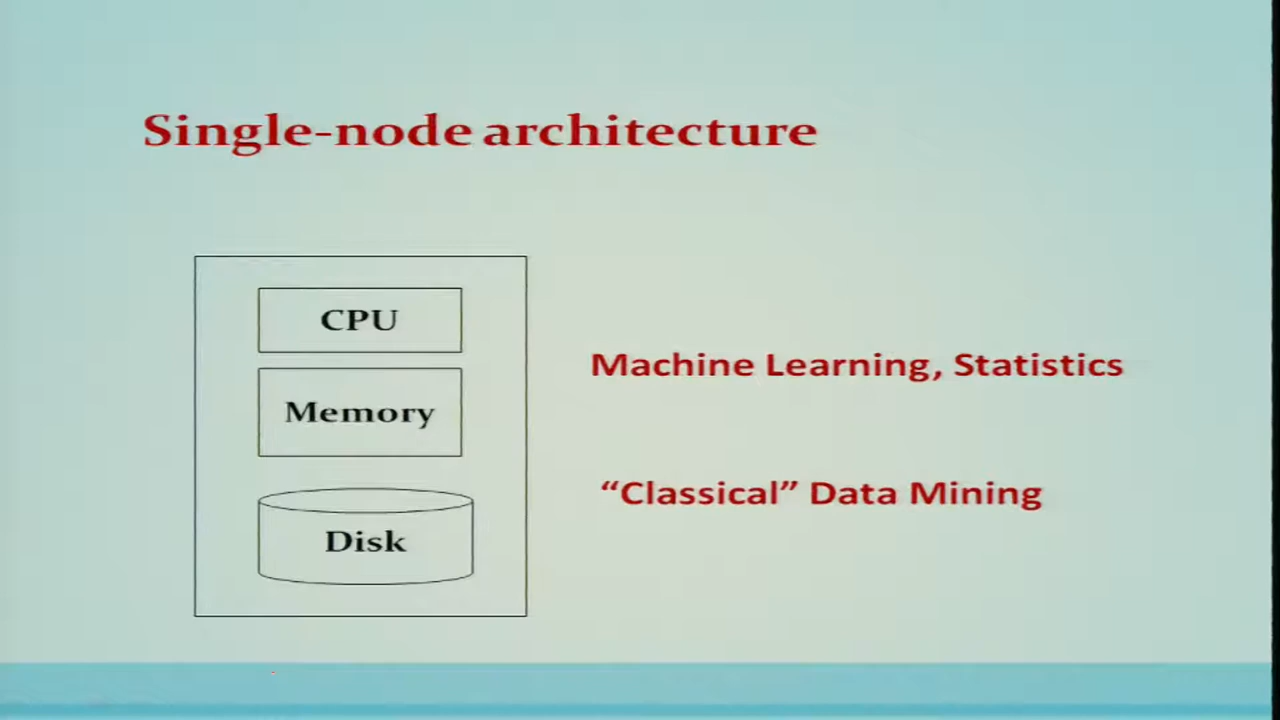 Single-node architecture
CPU
Memory
Machine Learning, Statistics
“Classical” Data Mining
Disk